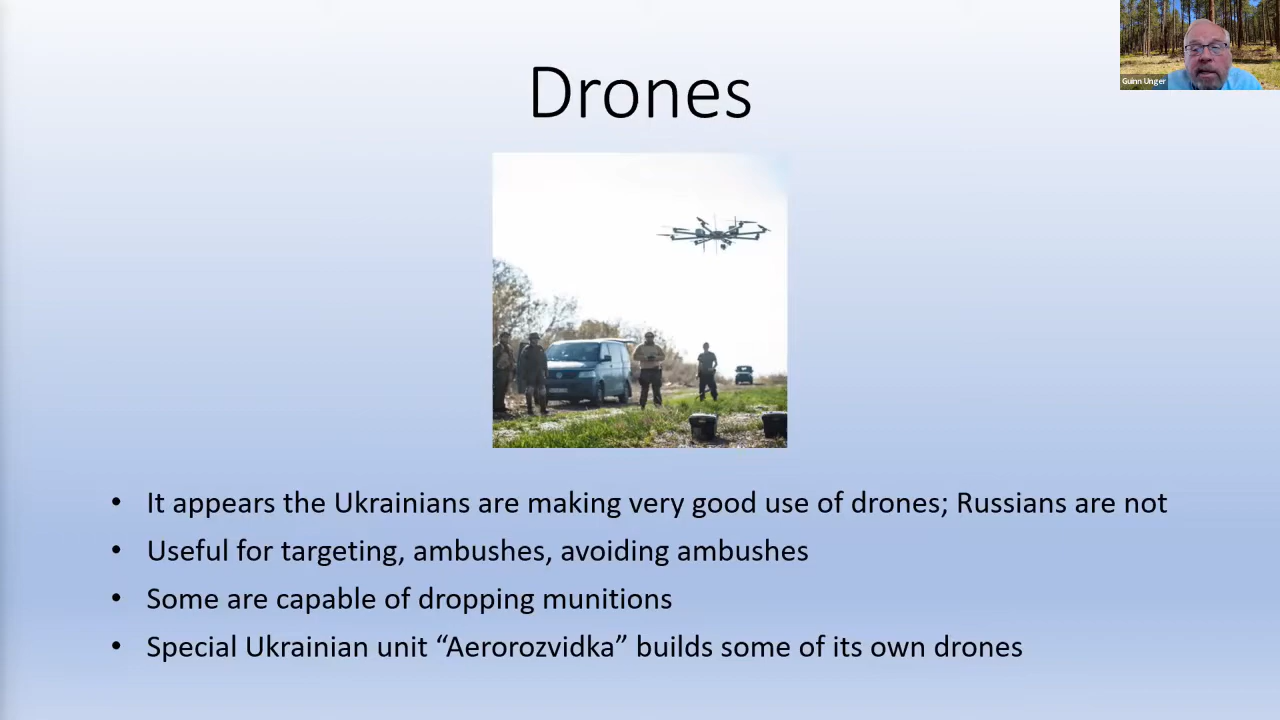 Guinn Unger
Drones
• It appears the Ukrainians are making very good use of drones; Russians are not
• Useful for targeting, ambushes, avoiding ambushes
• Some are capable of dropping munitions
• Special Ukrainian unit “Aerorozvidka” builds some of its own drones